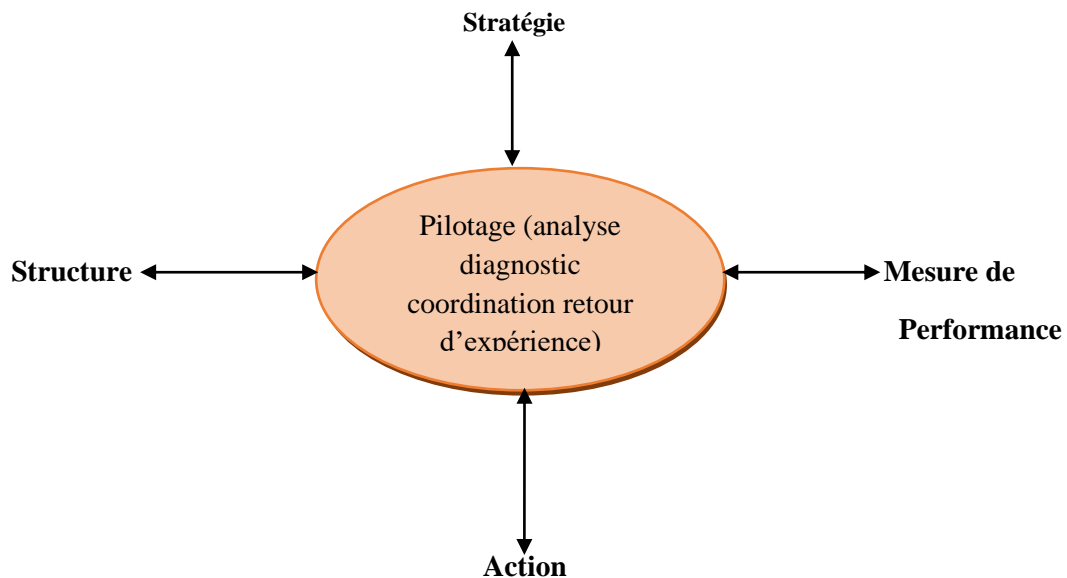 Stratégie
Pilotage (analyse
diagnostic
Structure
coordination retour
d'expérience)
Mesure de
Performance
Action